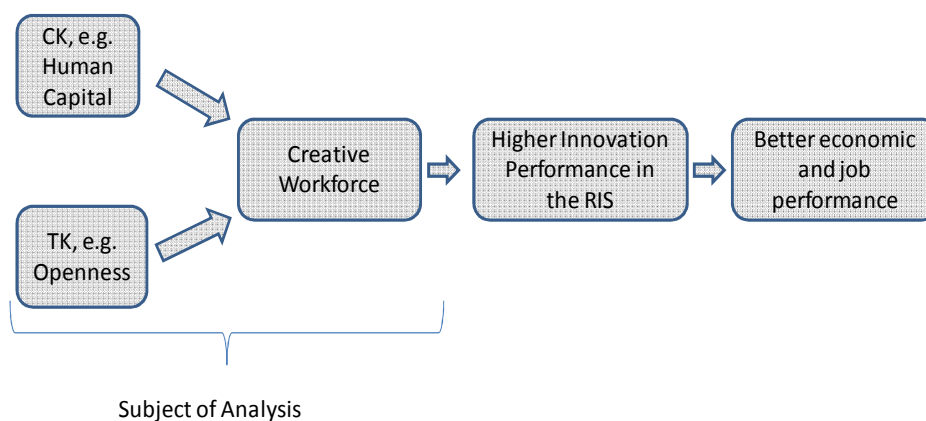 CK, e.g.
Human
Capital
TK, e.g.
Openness
Creative
Workforce
Higher Innovation
Performance in
the RIS
Better economic
and job
performance
Subject of Analysis